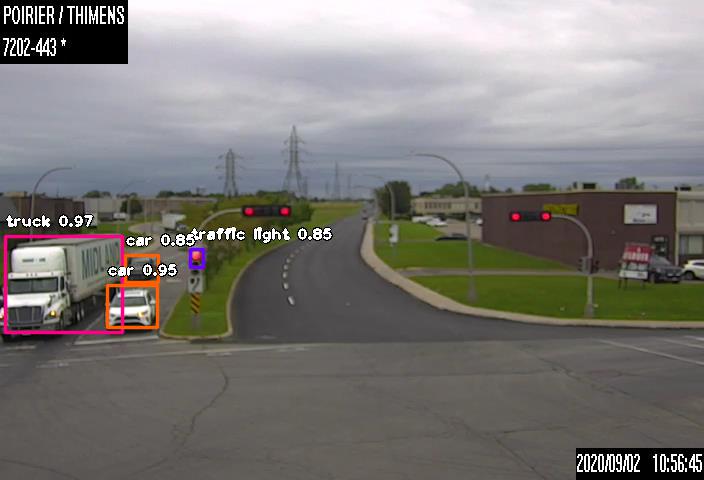 POIRIER / THIMENS
7202-443 *
truck 0.97
car 0.85
traffic light 0.85
car 0.95
MIDL
2020/09/02 10:56:45